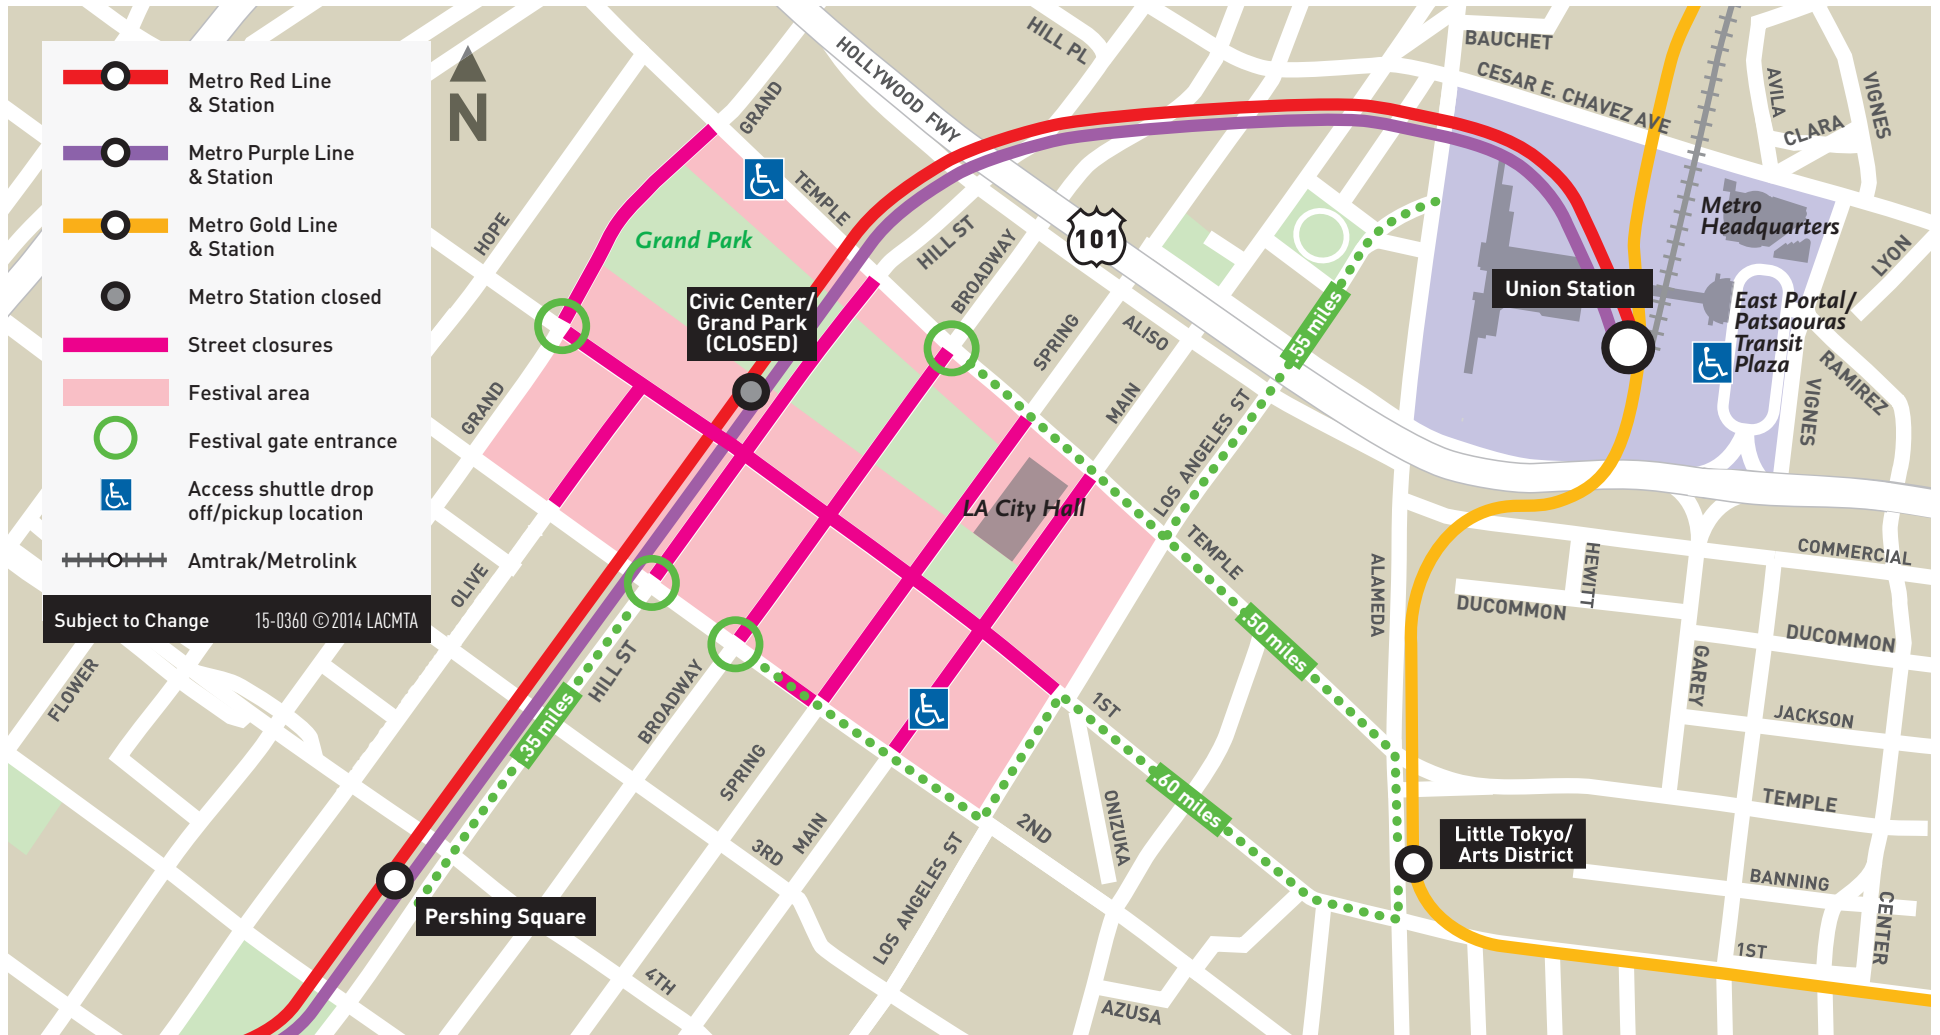 Metro Red Line
& Station
Metro Purple Line
& Station
Metro Gold Line
& Station
Metro Station closed
Street closures
Festival area
Festival gate entrance
Access shuttle drop
off/pickup location
Amtrak/Metrolink
Subject to Change
15-0360 © 2014 LACMTA
N
HILL PL
HOLLYWOOD FWY
GRAND
BAUCHET
CESAR E. CHAVEZ AVE
AVILA
VIGNES
CLARA
TEMPLE
HOPE
Grand Park
HILL ST
BROADWAY
101
Metro
Headquarters
LYON
Union Station
East Portal/
Patsaouras
Transit
Plaza
Civic Center/
Grand Park
(CLOSED)
SPRING
ALISO
.55 miles
RAMIREZ
VIGNES
GRAND
MAIN
LOS ANGELES ST
LA City Hall
TEMPLE
ALAMEDA
HEWITT
COMMERCIAL
OLIVE
DUCOMMON
DUCOMMON
.50 miles
FLOWER
HILL ST
BROADWAY
GAREY
.35 miles
1ST
JACKSON
SPRING
.60 miles
ONIZUKA
TEMPLE
3RD
MAIN
2ND
Little Tokyo/
Arts District
BANNING
Pershing Square
LOS ANGELES ST
CENTER
1ST
4TH
AZUSA